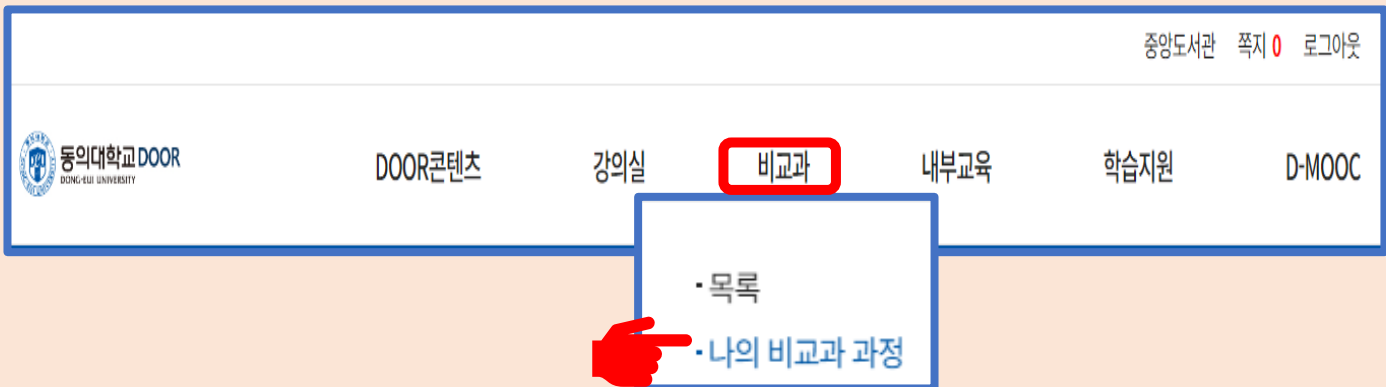 중앙도서관 쪽지 0 로그아웃
동의대학교DOOR
DONG-EUI UNIVERSITY
DOOR콘텐츠 강의실 비교과 내부교육 학습지원 D-MOOC
- 목록
- 나의 비교과 과정